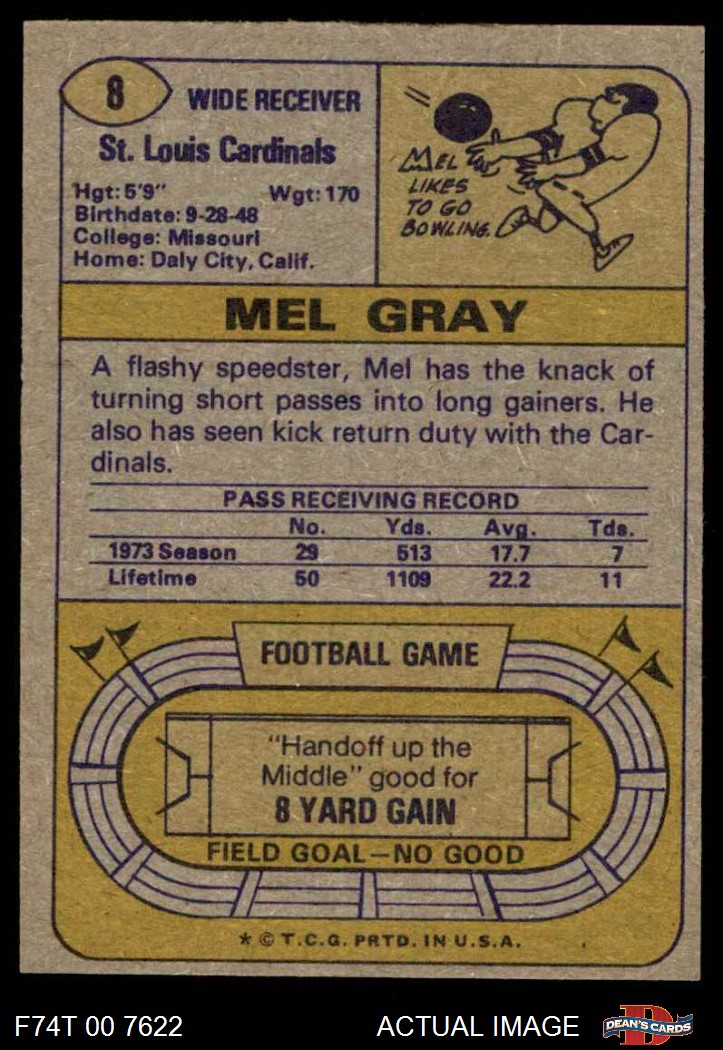 8
WIDE RECEIVER
St. Louis Cardinals
Hgt: 5'9" Wgt: 170
Birthdate: 9-28-48
College: Missouri
Home: Daly City, Calif.
MEL
LIKES
TO GO
BOWLING.
MEL GRAY
A flashy speedster, Mel has the knack of
turning short passes into long gainers. He
also has seen kick return duty with the Car-
dinals.
PASS RECEIVING RECORD
No. Yds. Avg. Tds.
1973 Season 29 513 17.7 7
Lifetime 50 1109 22.2 11
FOOTBALL GAME
"Handoff up the
Middle" good for
8 YARD GAIN
FIELD GOAL—NO GOOD
* © T.C.G. PRTD. IN U.S.A.
F74T 00 7622 ACTUAL IMAGE
D
DEAN'S CARDS